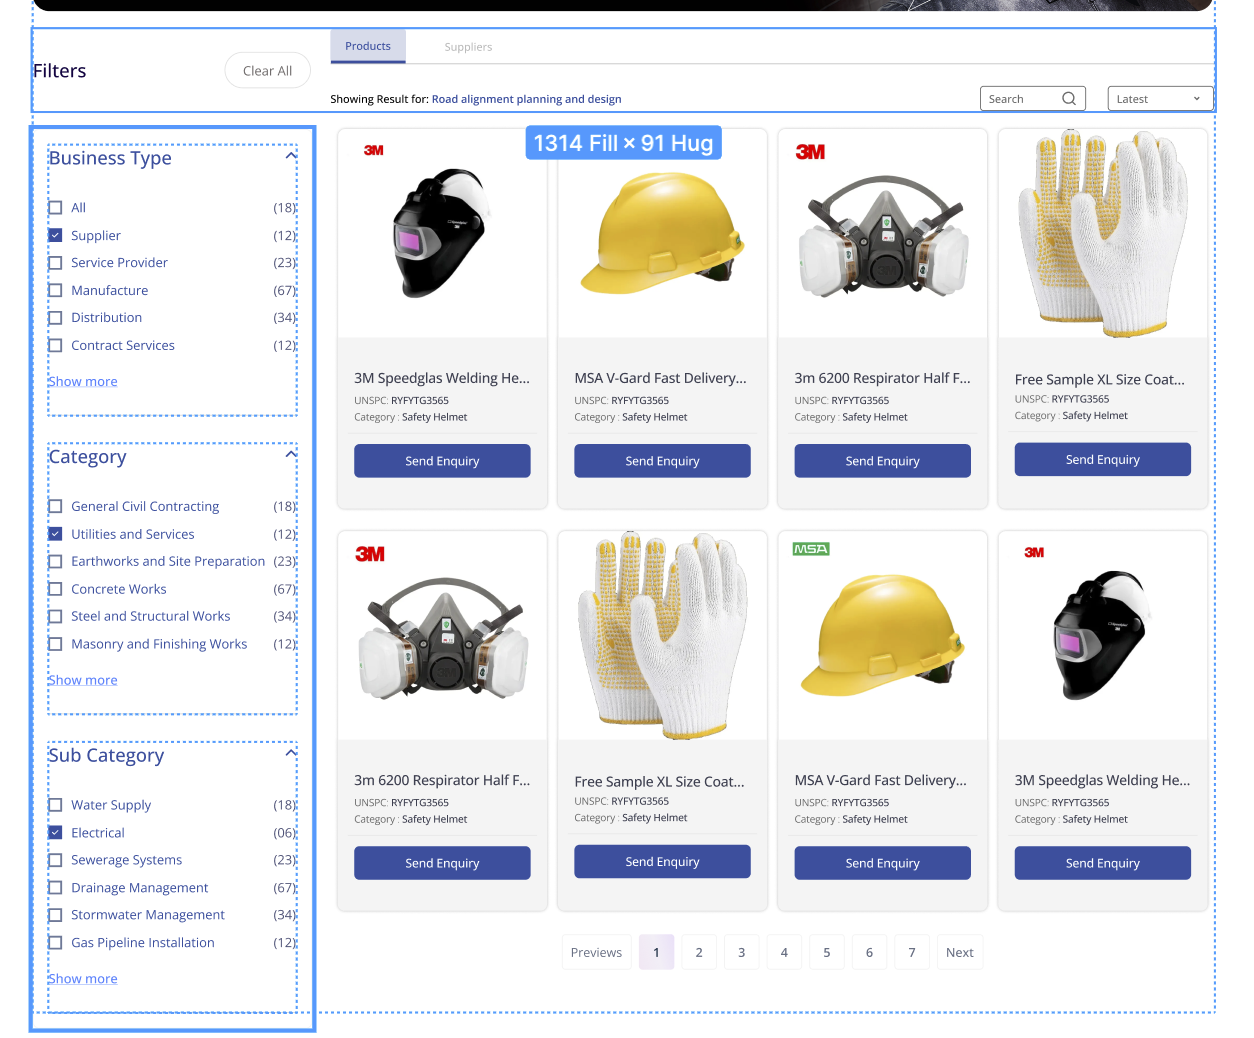 Products
Suppliers
Filters
Clear All
Showing Result for: Road alignment planning and design
Search
Latest
1314 Fill × 91 Hug
Business Type
All (18)
Supplier (12)
Service Provider (23)
Manufacture (67)
Distribution (34)
Contract Services (12)
Show more
Category
General Civil Contracting (18)
Utilities and Services (12)
Earthworks and Site Preparation (23)
Concrete Works (67)
Steel and Structural Works (34)
Masonry and Finishing Works (12)
Show more
Sub Category
Water Supply (18)
Electrical (06)
Sewerage Systems (23)
Drainage Management (67)
Stormwater Management (34)
Gas Pipeline Installation (12)
Show more
3M
3M Speedglas Welding He...
UNSPC: RYFYTG3565
Category : Safety Helmet
Send Enquiry
MSA V-Gard Fast Delivery...
UNSPC: RYFYTG3565
Category : Safety Helmet
Send Enquiry
3M
3M
3m 6200 Respirator Half F...
UNSPC: RYFYTG3565
Category : Safety Helmet
Send Enquiry
Free Sample XL Size Coat...
UNSPC: RYFYTG3565
Category : Safety Helmet
Send Enquiry
3M
3M
3m 6200 Respirator Half F...
UNSPC: RYFYTG3565
Category : Safety Helmet
Send Enquiry
Free Sample XL Size Coat...
UNSPC: RYFYTG3565
Category : Safety Helmet
Send Enquiry
MSA
MSA V-Gard Fast Delivery...
UNSPC: RYFYTG3565
Category : Safety Helmet
Send Enquiry
3M
3M Speedglas Welding He...
UNSPC: RYFYTG3565
Category : Safety Helmet
Send Enquiry
Previews 1 2 3 4 5 6 7 Next